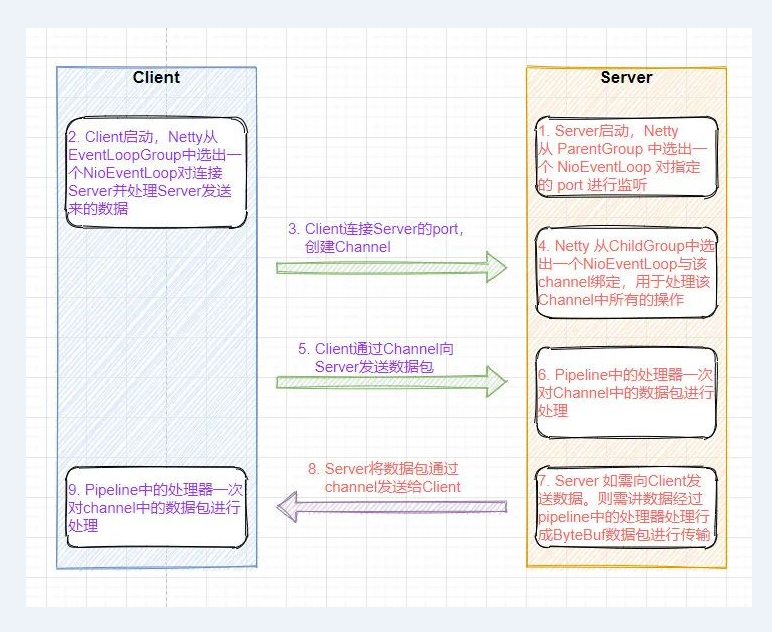 Client
Server
2. Client启动，Netty从
EventLoopGroup中选出一
个NioEventLoop对连接
Server并处理Server发送
来的数据
1. Server启动，Netty
从 ParentGroup 中选出一
个 NioEventLoop 对指定
的 port 进行监听
3. Client连接Server的port，
创建Channel
4. Netty 从ChildGroup中选
出一个NioEventLoop与该
channel绑定，用于处理该
Channel中所有的操作
5. Client通过Channel向
Server发送数据包
6. Pipeline中的处理器一次
对Channel中的数据包进行
处理
7. Server 如需向Client发
送数据。则需讲数据经过
pipeline中的处理器处理行
成ByteBuf数据包进行传输
8. Server将数据包通过
channel发送给Client
9. Pipeline中的处理器一次
对channel中的数据包进行
处理